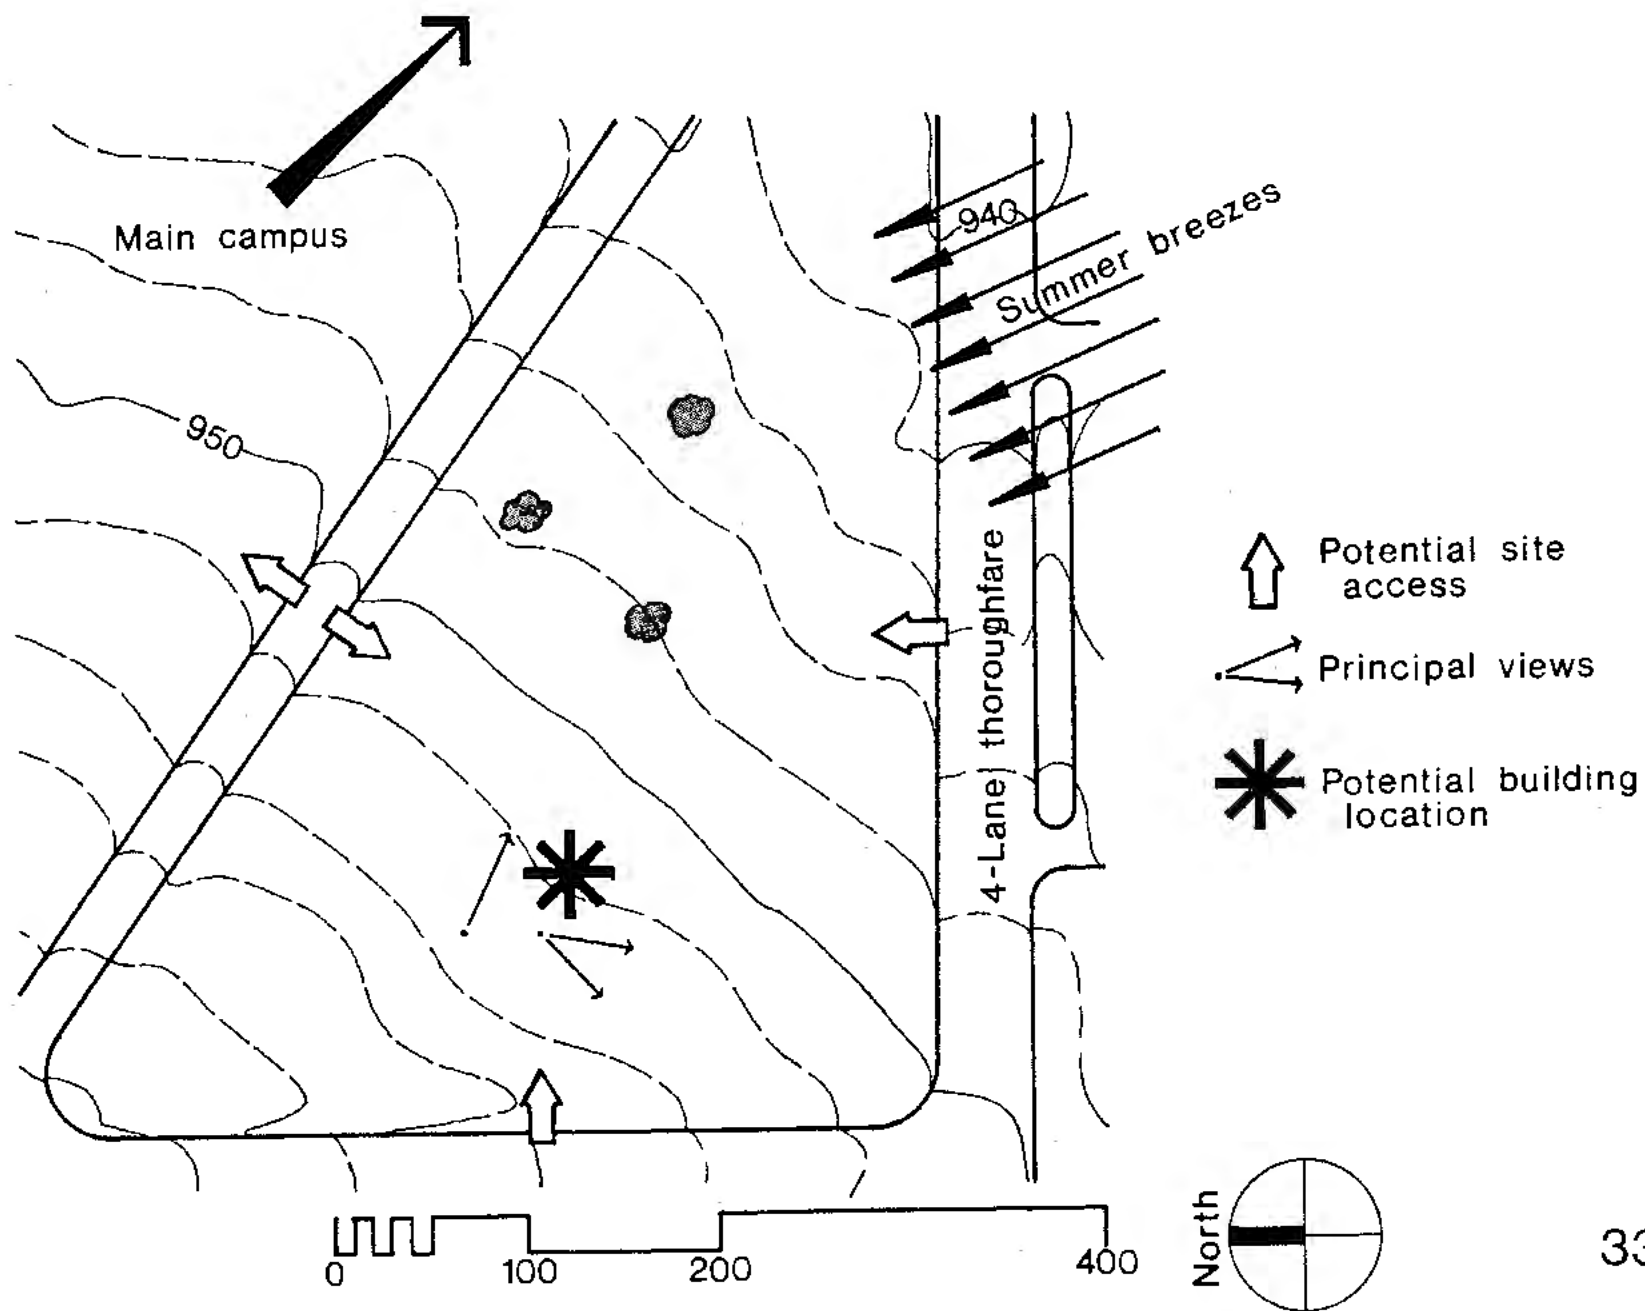 Main campus
940
Summer breezes
950
4-Lane thoroughfare
Potential site
access
Principal views
Potential building
location
0
100
200
400
North
33